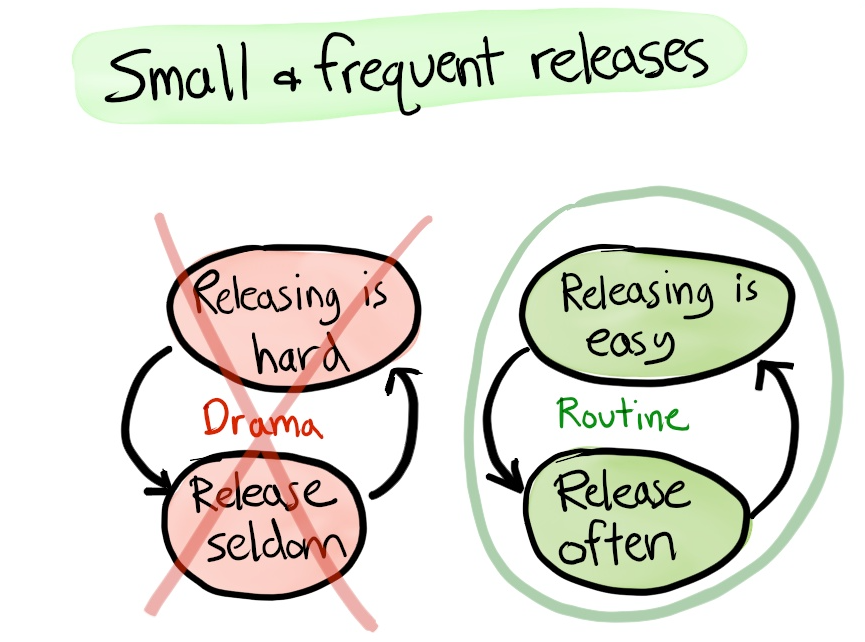 Small & frequent releases
Releasing is
hard
Drama
Release
seldom
Releasing is
easy
Routine
Release
often